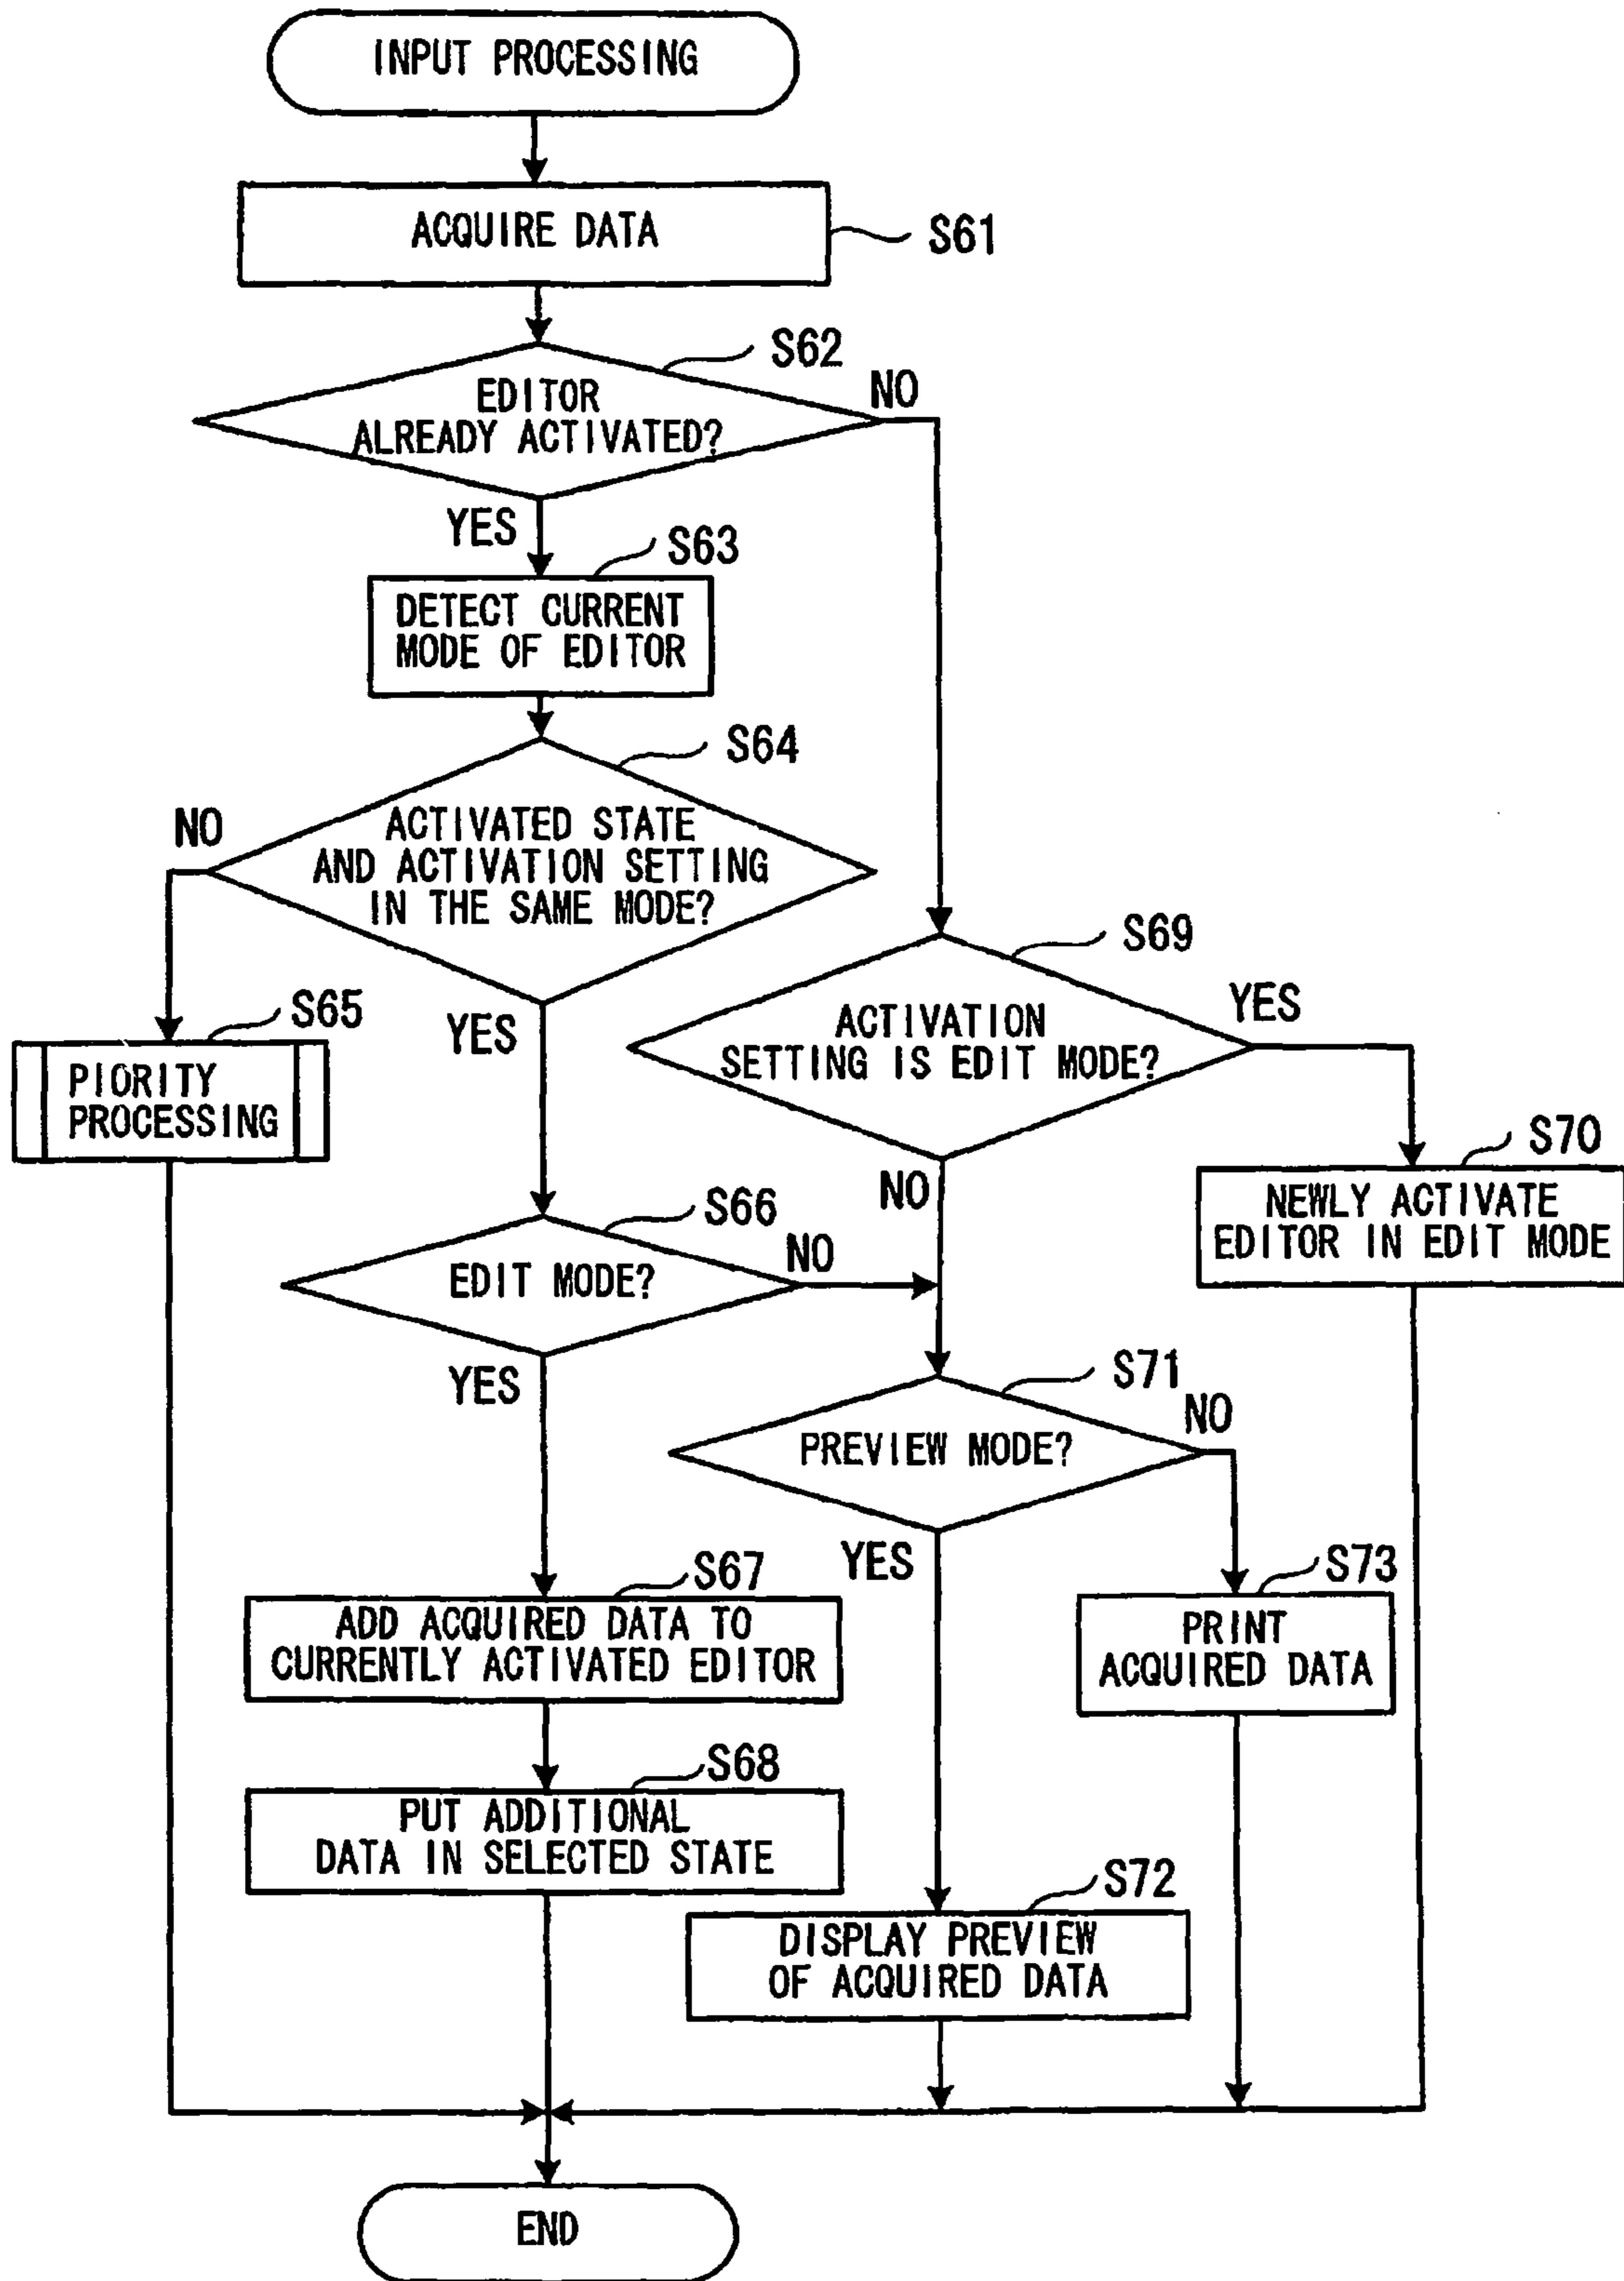 INPUT PROCESSING
ACQUIRE DATA
S61
S62
EDITOR
ALREADY ACTIVATED?
NO
YES
S63
DETECT CURRENT
MODE OF EDITOR
S64
ACTIVATED STATE
AND ACTIVATION SETTING
IN THE SAME MODE?
NO
YES
S65
PIORITY
PROCESSING
S69
ACTIVATION
SETTING IS EDIT MODE?
YES
NO
S70
NEWLY ACTIVATE
EDITOR IN EDIT MODE
S66
EDIT MODE?
NO
YES
S71
PREVIEW MODE?
NO
YES
S67
ADD ACQUIRED DATA TO
CURRENTLY ACTIVATED EDITOR
S73
PRINT
ACQUIRED DATA
S68
PUT ADDITIONAL
DATA IN SELECTED STATE
S72
DISPLAY PREVIEW
OF ACQUIRED DATA
END